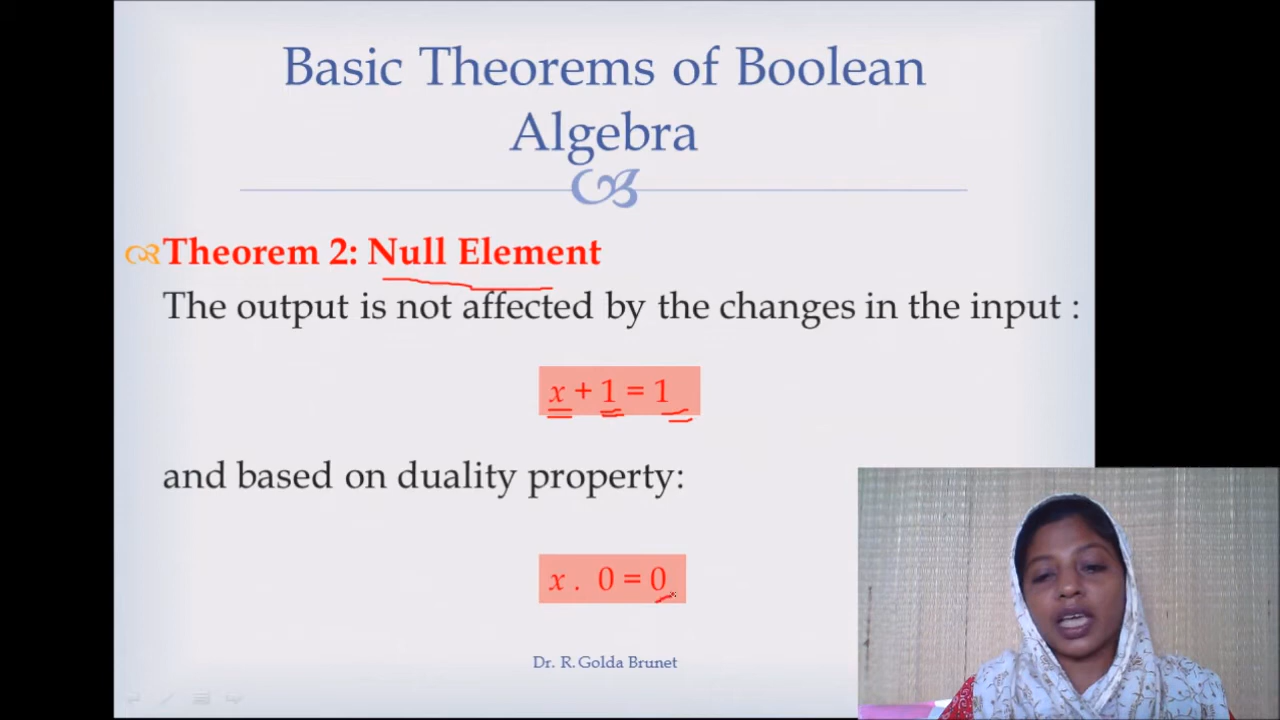 Basic Theorems of Boolean
Algebra
Theorem 2: Null Element
The output is not affected by the changes in the input :
x + 1 = 1
and based on duality property:
x . 0 = 0
Dr. R. Golda Brunet